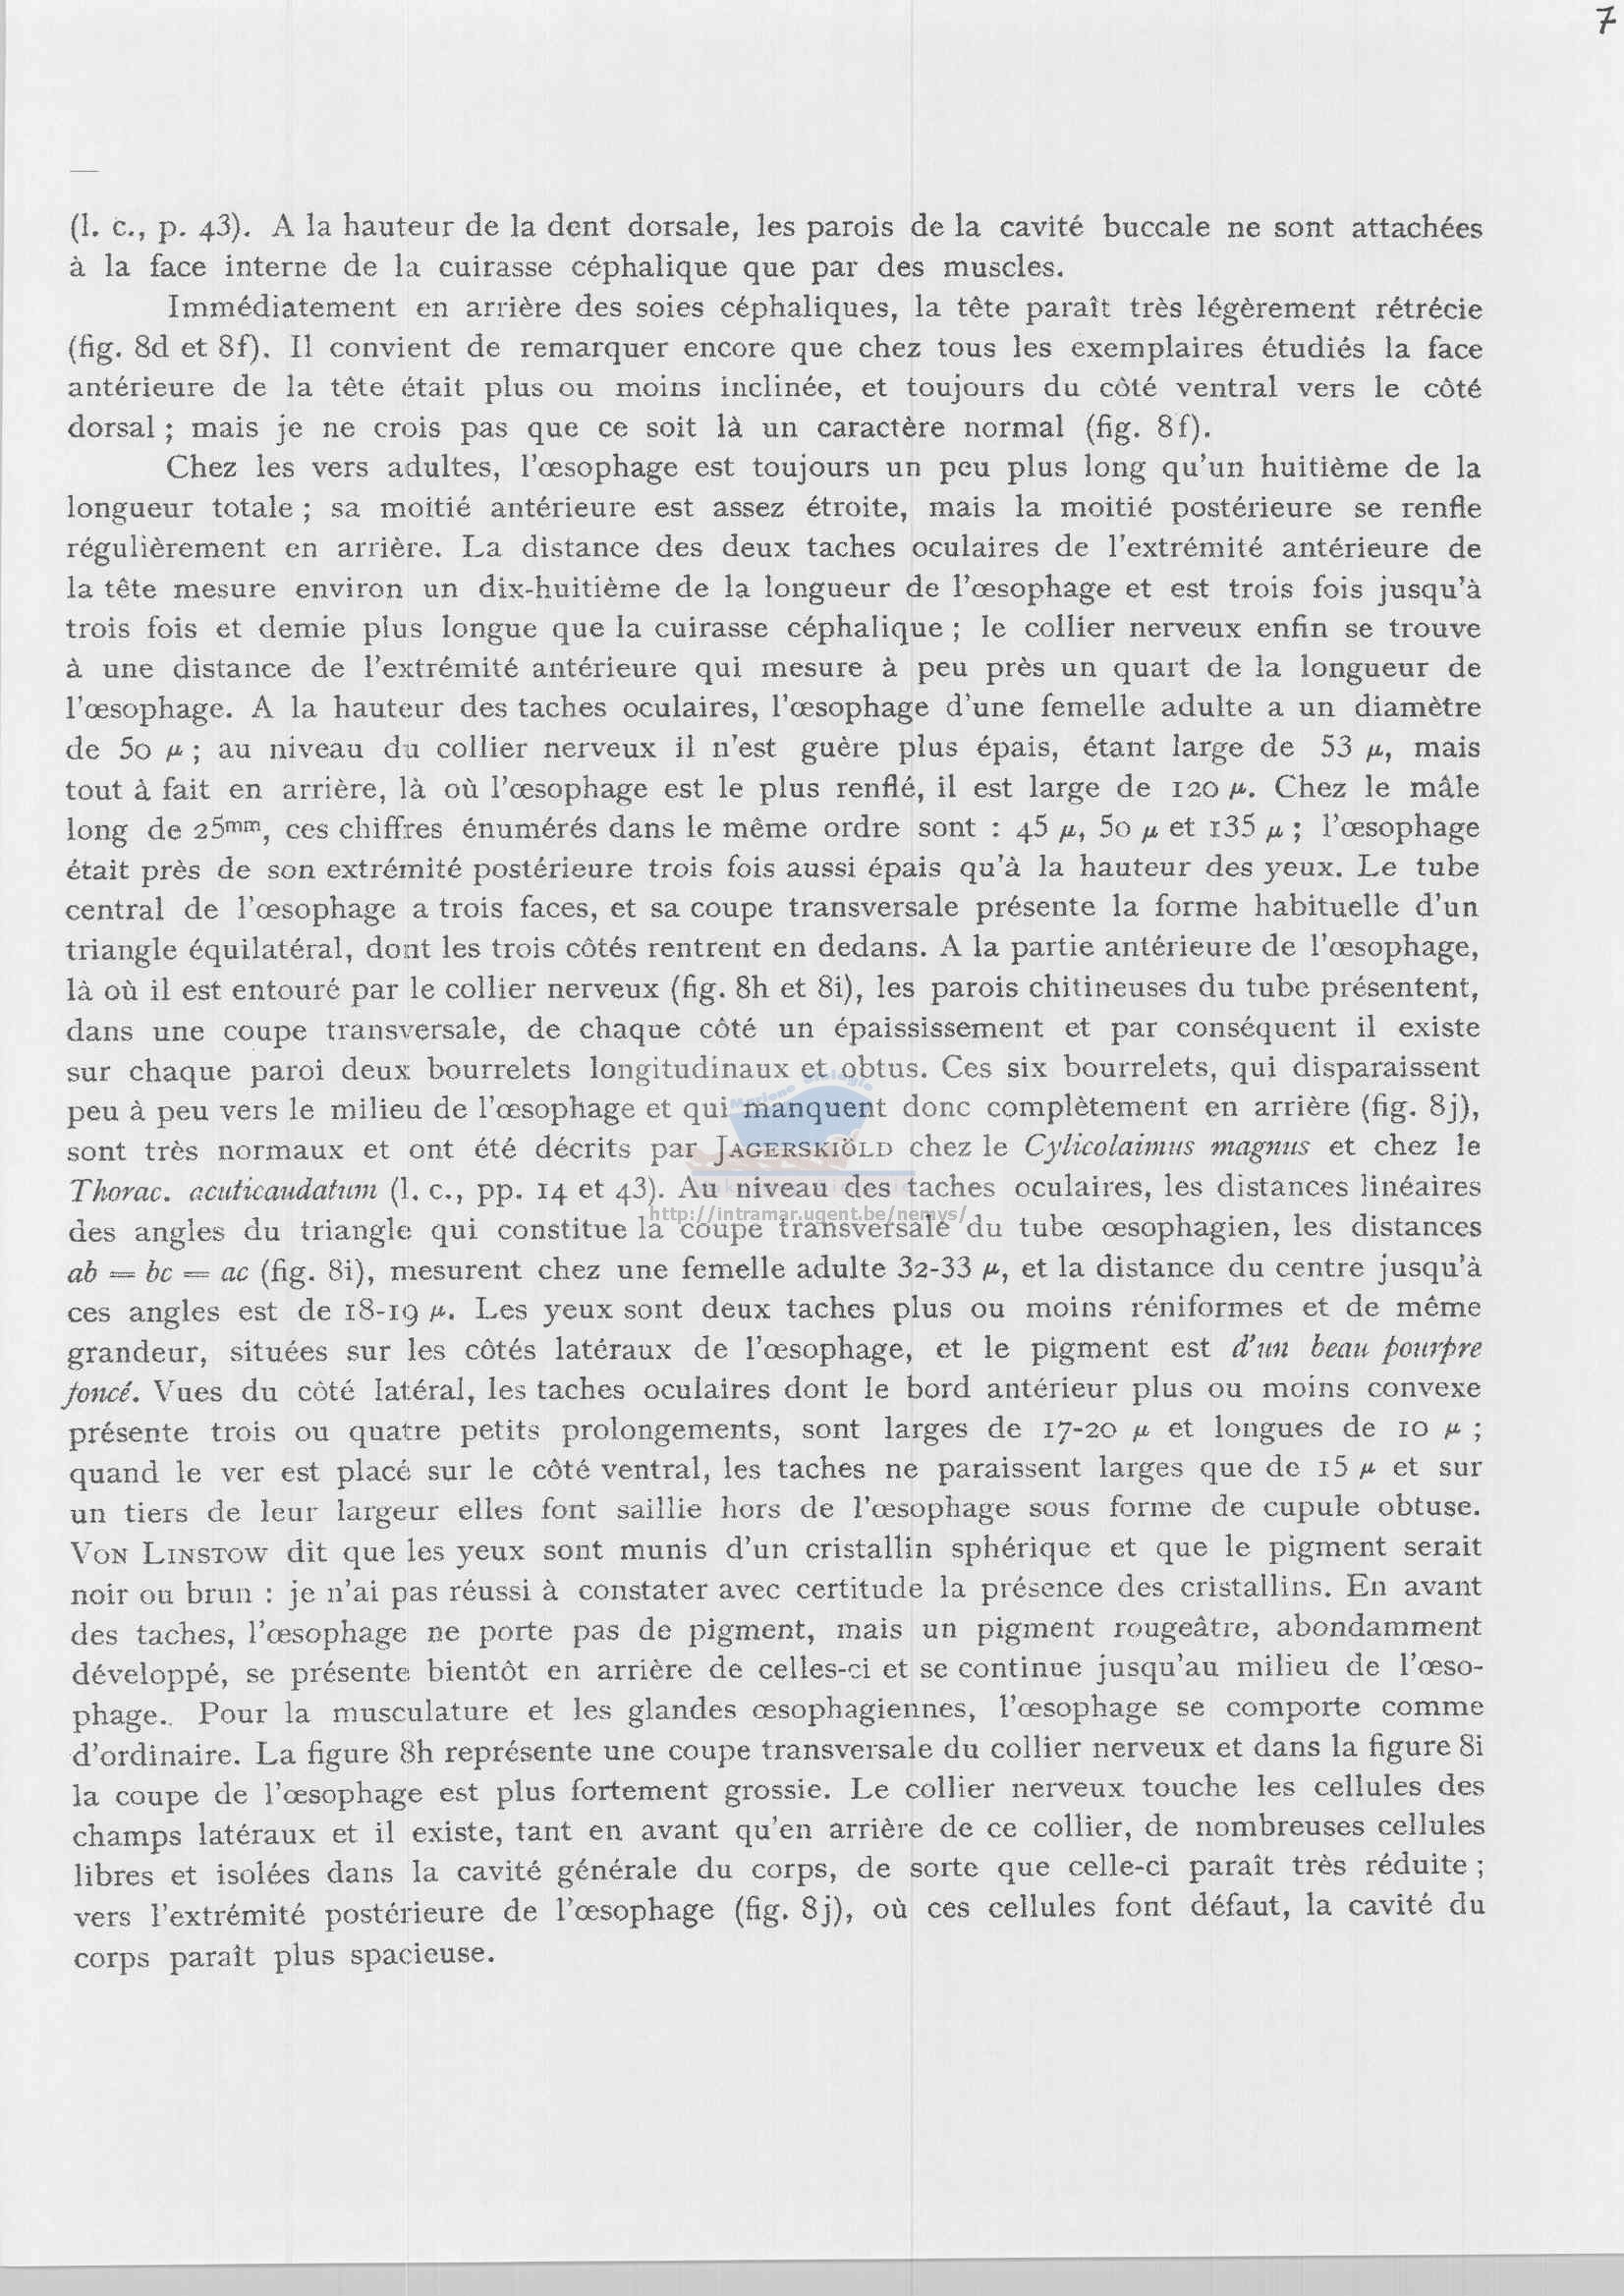 7
(l. c., p. 43). A la hauteur de la dent dorsale, les parois de la cavité buccale ne sont attachées
à la face interne de la cuirasse céphalique que par des muscles.
Immédiatement en arrière des soies céphaliques, la tête paraît très légèrement rétrécie
(fig. 8d et 8f). Il convient de remarquer encore que chez tous les exemplaires étudiés la face
antérieure de la tête était plus ou moins inclinée, et toujours du côté ventral vers le côté
dorsal ; mais je ne crois pas que ce soit là un caractère normal (fig. 8f).
Chez les vers adultes, l'œsophage est toujours un peu plus long qu'un huitième de la
longueur totale ; sa moitié antérieure est assez étroite, mais la moitié postérieure se renfle
régulièrement en arrière. La distance des deux taches oculaires de l'extrémité antérieure de
la tête mesure environ un dix-huitième de la longueur de l'œsophage et est trois fois jusqu'à
trois fois et demie plus longue que la cuirasse céphalique ; le collier nerveux enfin se trouve
à une distance de l'extrémité antérieure qui mesure à peu près un quart de la longueur de
l'œsophage. A la hauteur des taches oculaires, l'œsophage d'une femelle adulte a un diamètre
de 50 μ ; au niveau du collier nerveux il n'est guère plus épais, étant large de 53 μ, mais
tout à fait en arrière, là où l'œsophage est le plus renflé, il est large de 120 μ. Chez le mâle
long de 25mm, ces chiffres énumérés dans le même ordre sont : 45 μ, 50 μ et 135 μ ; l'œsophage
était près de son extrémité postérieure trois fois aussi épais qu'à la hauteur des yeux. Le tube
central de l'œsophage a trois faces, et sa coupe transversale présente la forme habituelle d'un
triangle équilatéral, dont les trois côtés rentrent en dedans. A la partie antérieure de l'œsophage,
là où il est entouré par le collier nerveux (fig. 8h et 8i), les parois chitineuses du tube présentent,
dans une coupe transversale, de chaque côté un épaississement et par conséquent il existe
sur chaque paroi deux bourrelets longitudinaux et obtus. Ces six bourrelets, qui disparaissent
peu à peu vers le milieu de l'œsophage et qui manquent donc complètement en arrière (fig. 8j),
sont très normaux et ont été décrits par JAGERSKIÖLD chez le Cylicolaimus magnus et chez le
Thorac. acuticaudatum (l. c., pp. 14 et 43). Au niveau des taches oculaires, les distances linéaires
http://intramar.ugent.be/nemys/
des angles du triangle qui constitue la coupe transversale du tube œsophagien, les distances
ab = bc = ac (fig. 8i), mesurent chez une femelle adulte 32-33 μ, et la distance du centre jusqu'à
ces angles est de 18-19 μ. Les yeux sont deux taches plus ou moins réniformes et de même
grandeur, situées sur les côtés latéraux de l'œsophage, et le pigment est d'un beau pourpre
foncé. Vues du côté latéral, les taches oculaires dont le bord antérieur plus ou moins convexe
présente trois ou quatre petits prolongements, sont larges de 17-20 μ et longues de 10 μ ;
quand le ver est placé sur le côté ventral, les taches ne paraissent larges que de 15 μ et sur
un tiers de leur largeur elles font saillie hors de l'œsophage sous forme de cupule obtuse.
VON LINSTOW dit que les yeux sont munis d'un cristallin sphérique et que le pigment serait
noir ou brun : je n'ai pas réussi à constater avec certitude la présence des cristallins. En avant
des taches, l'œsophage ne porte pas de pigment, mais un pigment rougeâtre, abondamment
développé, se présente bientôt en arrière de celles-ci et se continue jusqu'au milieu de l'œso-
phage. Pour la musculature et les glandes œsophagiennes, l'œsophage se comporte comme
d'ordinaire. La figure 8h représente une coupe transversale du collier nerveux et dans la figure 8i
la coupe de l'œsophage est plus fortement grossie. Le collier nerveux touche les cellules des
champs latéraux et il existe, tant en avant qu'en arrière de ce collier, de nombreuses cellules
libres et isolées dans la cavité générale du corps, de sorte que celle-ci paraît très réduite ;
vers l'extrémité postérieure de l'œsophage (fig. 8j), où ces cellules font défaut, la cavité du
corps paraît plus spacieuse.